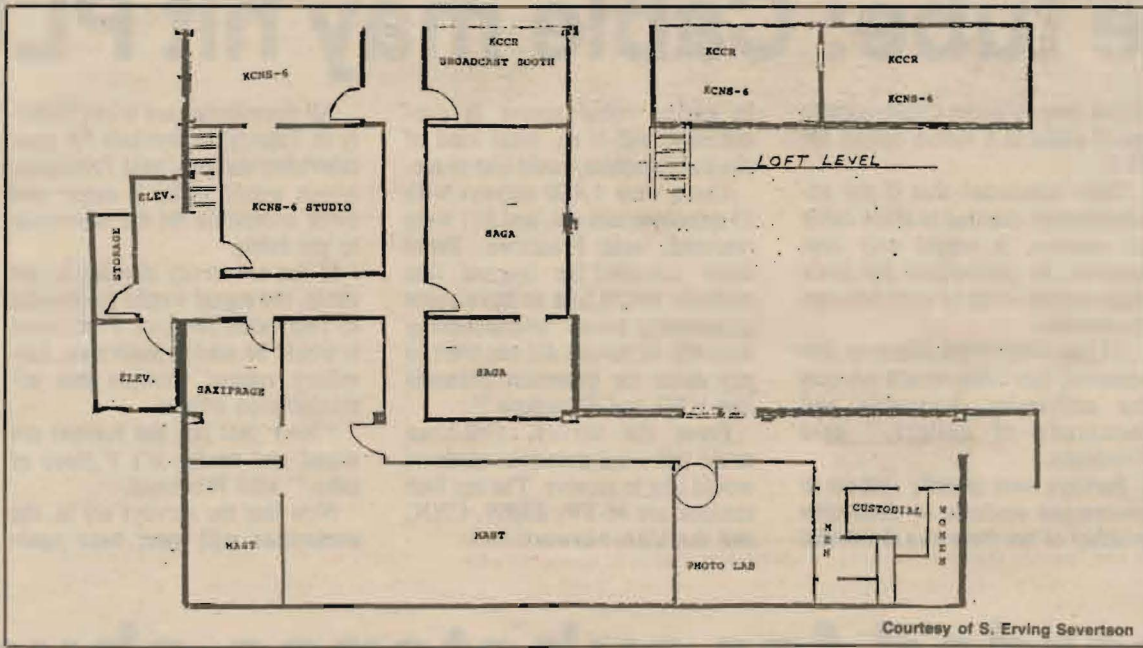 KCNS-6
KCCR
BROADCAST BOOTH
KCCR
KCNS-6
KCCR
KCNS-6
LOFT LEVEL
ELEV.
STORAGE
KCNS-6 STUDIO
SAGA
ELEV.
SAXIFRAGE
SAGA
MAST
MAST
PHOTO LAB
MEN
CUSTODIAL
WOMEN
Courtesy of S. Erving Severtson